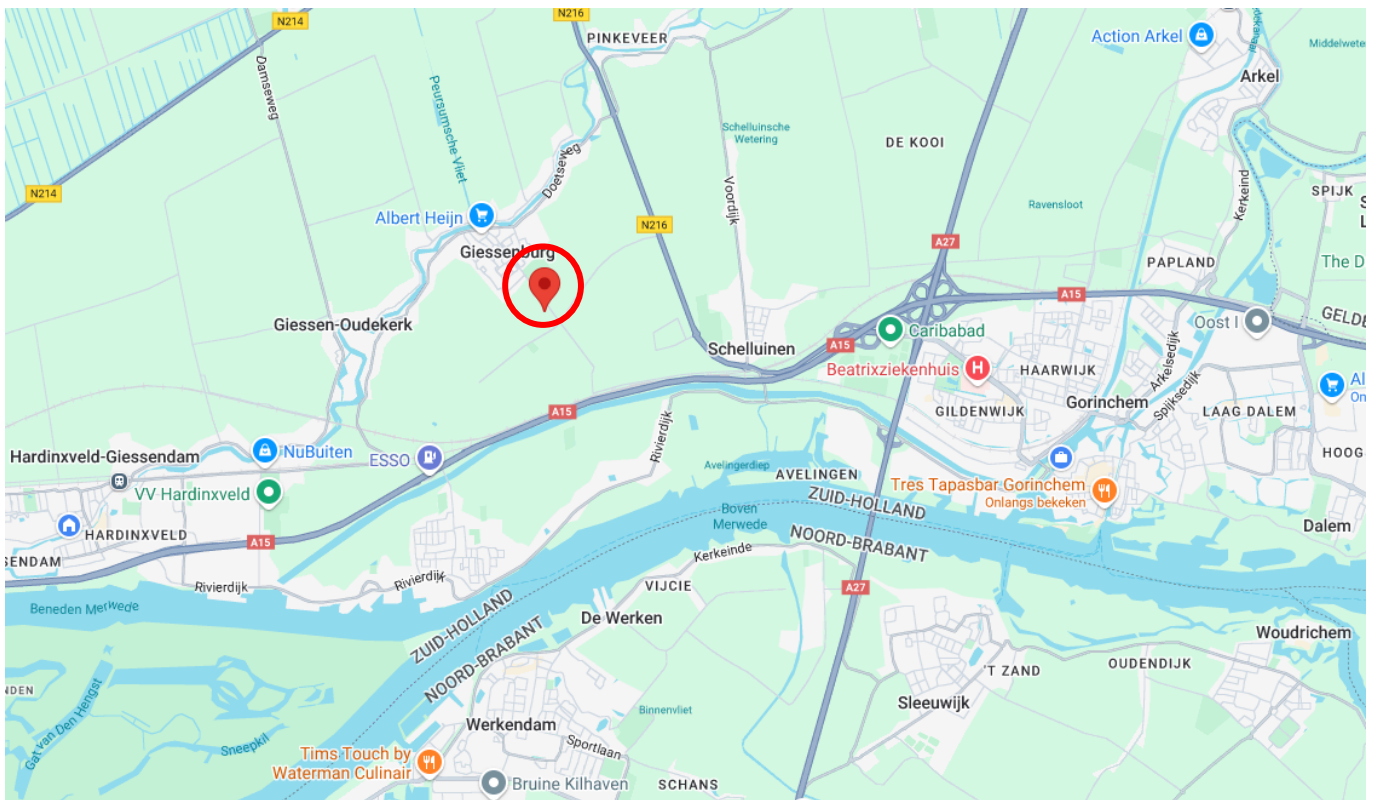 N214
N216
PINKEVEER
Action Arkel
Middelwete
Damseweg
Peursumsche Vliet
Arkel
Schelluinsche
Wetering
DE KOOI
Doetseweg
N214
Voordijk
Kerkeind
SPIJK
S
L
Albert Heijn
N216
Ravensloot
Giessenburg
A27
PAPLAND
The D
A15
Giessen-Oudekerk
Oost I
GELDE
Caribabad
Schelluinen
A15
Beatrixziekenhuis
HAARWIJK
Arkelsedijk
Al
On
Spijksedijk
A15
GILDENWIJK
Gorinchem
LAAG DALEM
Rivierdijk
Hardinxveld-Giessendam
NuBuiten
ESSO
HOOG
Avelingerdiep
AVELINGEN
VV Hardinxveld
ZUID-HOLLAND
Tres Tapasbar Gorinchem
Onlangs bekeken
Boven
Merwede
Dalem
HARDINXVELD
A15
NOORD-BRABANT
Kerkeinde
SENDAM
Rivierdijk
Rivierdijk
VIJCIE
A27
Beneden Merwede
ZUID-HOLLAND
De Werken
Woudrichem
NOORD-BRABANT
'T ZAND
OUDENDIJK
NDEN
Gat van Den Hengst
Sleeuwijk
Binnenvliet
Werkendam
Sneepkil
Sportlaan
Tims Touch by
Waterman Culinair
Bruine Kilhaven
SCHANS